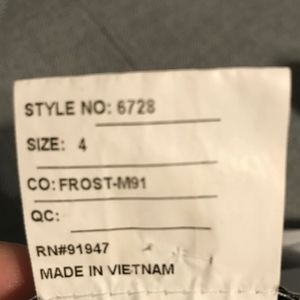 STYLE NO: 6728
SIZE: 4
CO: FROST-M91
QC:
RN#91947
MADE IN VIETNAM